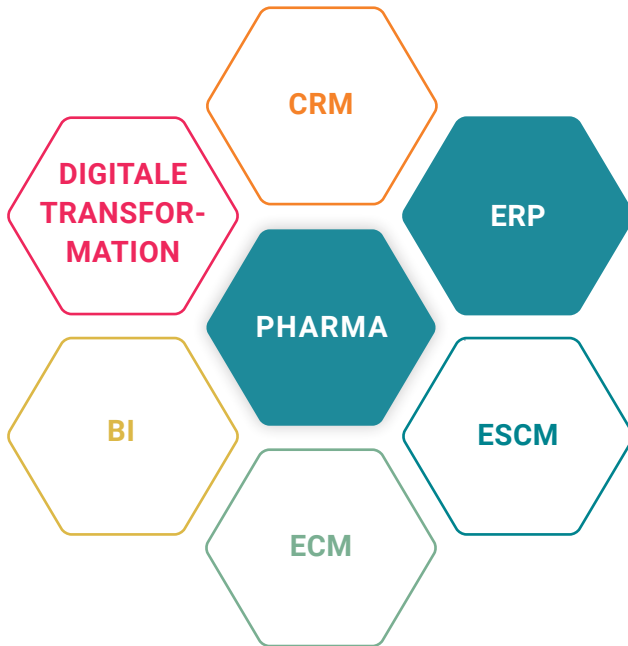 CRM
DIGITALE
TRANSFOR-
MATION
ERP
PHARMA
BI
ESCM
ECM